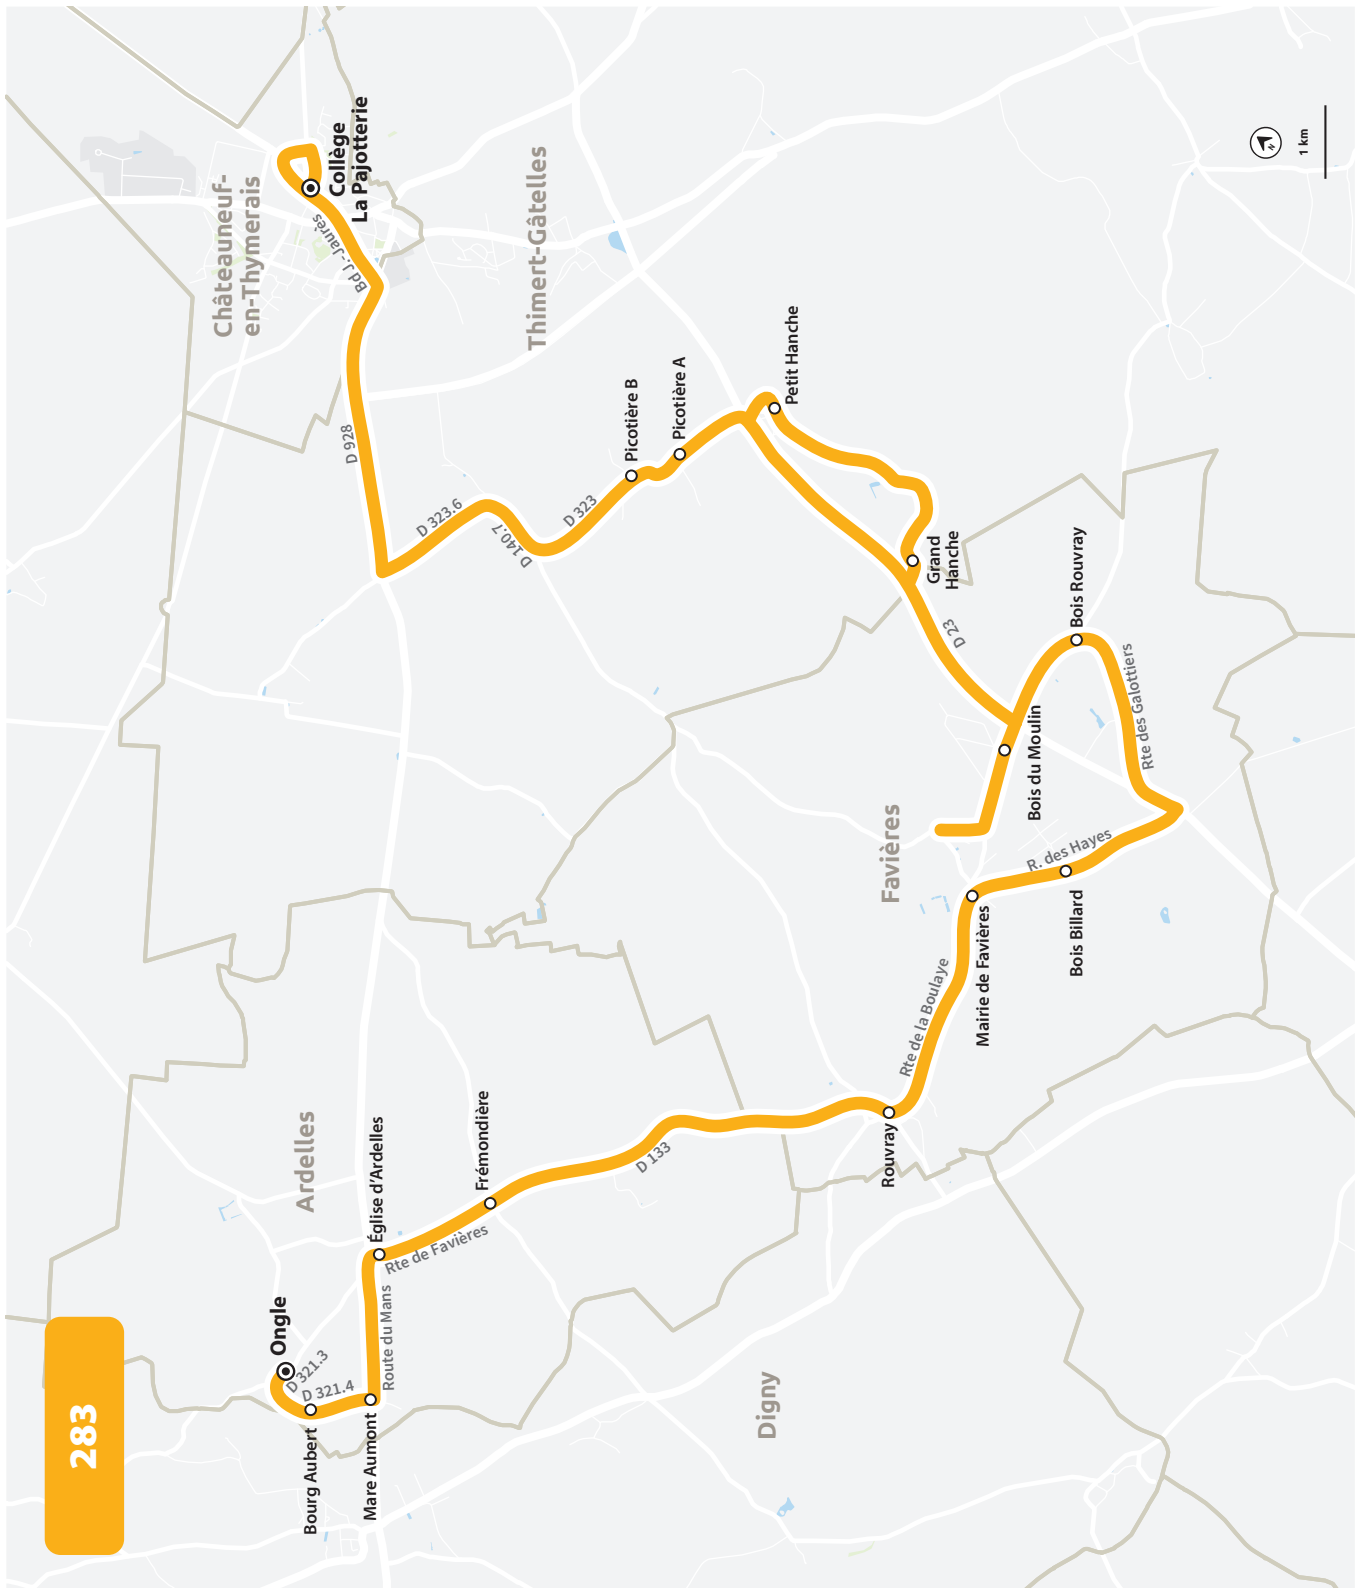 283
Ongle
D 321.3
D 321.4
Bourg Aubert
Mare Aumont
Route du Mans
Église d'Ardelles
Rte de Favières
Ardelles
Frémondière
D 133
Digny
Rouvray
Rte de la Boulaye
Mairie de Favières
Favières
R. des Hayes
Bois Billard
Rte des Galottiers
Bois Rouvray
Bois du Moulin
D 23
Grand
Hanche
Petit Hanche
Picotière A
Picotière B
D 323
D 140.7
D 323.6
D 928
Thimert-Gâtelles
Châteauneuf-
en-Thymerais
Bd J.-Jaurès
Collège
La Pajotterie
N
1 km